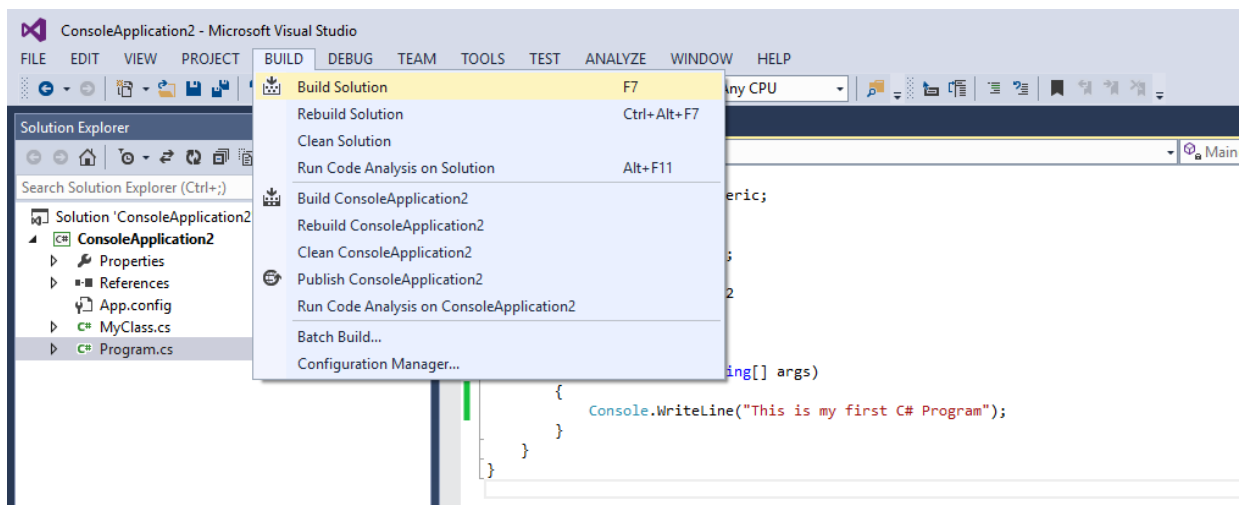 ConsoleApplication2 - Microsoft Visual Studio
FILE EDIT VIEW PROJECT BUILD DEBUG TEAM TOOLS TEST ANALYZE WINDOW HELP
Any CPU
Build Solution F7
Rebuild Solution Ctrl+Alt+F7
Clean Solution
Run Code Analysis on Solution Alt+F11
Build ConsoleApplication2
Rebuild ConsoleApplication2
Clean ConsoleApplication2
Publish ConsoleApplication2
Run Code Analysis on ConsoleApplication2
Batch Build...
Configuration Manager...
Solution Explorer
Search Solution Explorer (Ctrl+;)
Solution 'ConsoleApplication2
C# ConsoleApplication2
Properties
References
App.config
C# MyClass.cs
C# Program.cs
Main
eric;
;
2
ing[] args)
{
Console.WriteLine("This is my first C# Program");
}
}
}